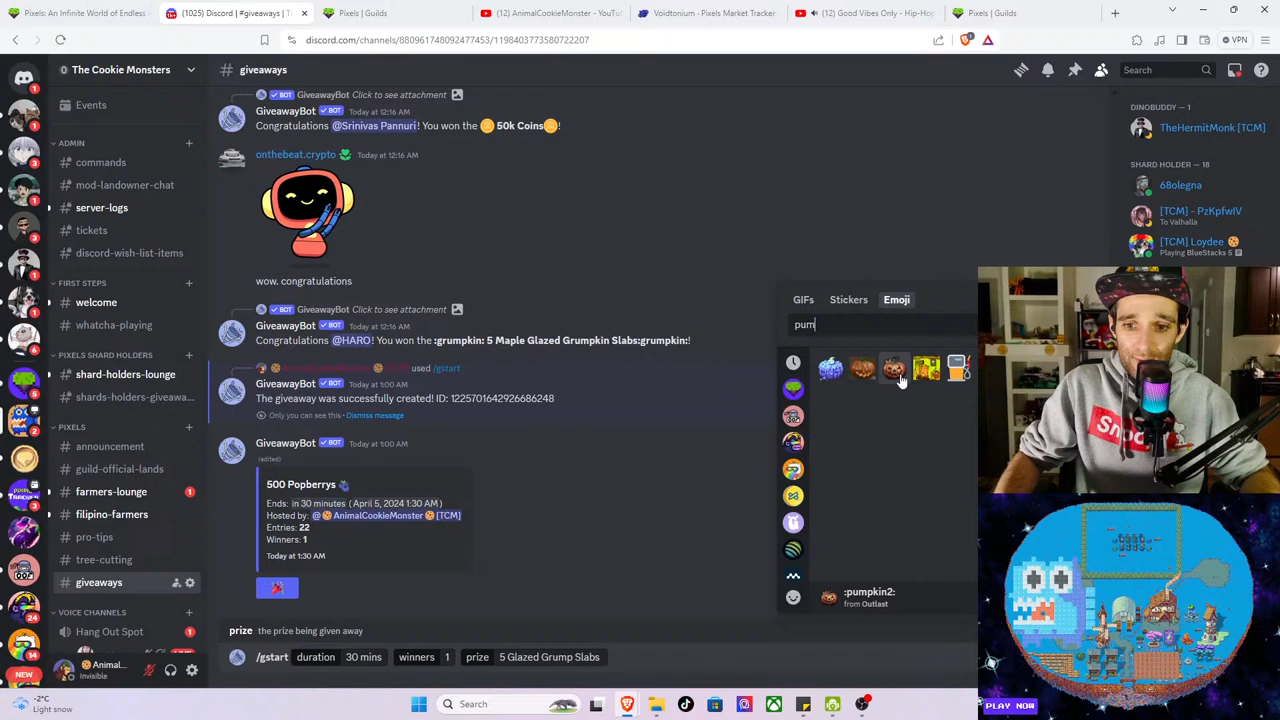 Pixels: An Infinite World of Endless
(1025) Discord | #giveaways | T
Pixels | Guilds
(12) AnimalCookieMonster - YouTu
Voidtonium - Pixels Market Tracker
(12) Good Vibes Only - Hip-Hop
Pixels | Guilds
discord.com/channels/880961748092477453/1198403773580722207
VPN
The Cookie Monsters
Events
ADMIN
commands
mod-landowner-chat
server-logs
tickets
discord-wish-list-items
FIRST STEPS
welcome
whatcha-playing
PIXELS SHARD HOLDERS
shard-holders-lounge
shards-holders-giveawa...
PIXELS
announcement
guild-official-lands
farmers-lounge
filipino-farmers
pro-tips
tree-cutting
giveaways
VOICE CHANNELS
Hang Out Spot
NEW
Animal...
Invisible
giveaways
Search
BOT GiveawayBot Click to see attachment
GiveawayBot BOT Today at 12:16 AM
Congratulations @Srinivas Pannuri! You won the 50k Coins!
onthebeat.crypto Today at 12:16 AM
wow. congratulations
BOT GiveawayBot Click to see attachment
GiveawayBot BOT Today at 12:16 AM
Congratulations @HARO! You won the :grumpkin: 5 Maple Glazed Grumpkin Slabs:grumpkin:!
used /gstart
GiveawayBot BOT Today at 1:00 AM
The giveaway was successfully created! ID: 1225701642926686248
Only you can see this • Dismiss message
GiveawayBot BOT Today at 1:00 AM
(edited)
500 Popberrys
Ends: in 30 minutes (April 5, 2024 1:30 AM)
Hosted by: @AnimalCookieMonster [TCM]
Entries: 22
Winners: 1
Today at 1:30 AM
prize the prize being given away
/gstart duration 30 mins winners 1 prize 5 Glazed Grump Slabs
GIFs Stickers Emoji
pum
:pumpkin2:
from Outlast
DINOBUDDY — 1
TheHermitMonk [TCM]
SHARD HOLDER — 18
68olegna
[TCM] - PzKpfwIV
To Valhalla
[TCM] Loydee
Playing BlueStacks 5
PLAY NOW
-2°C
Light snow
Search